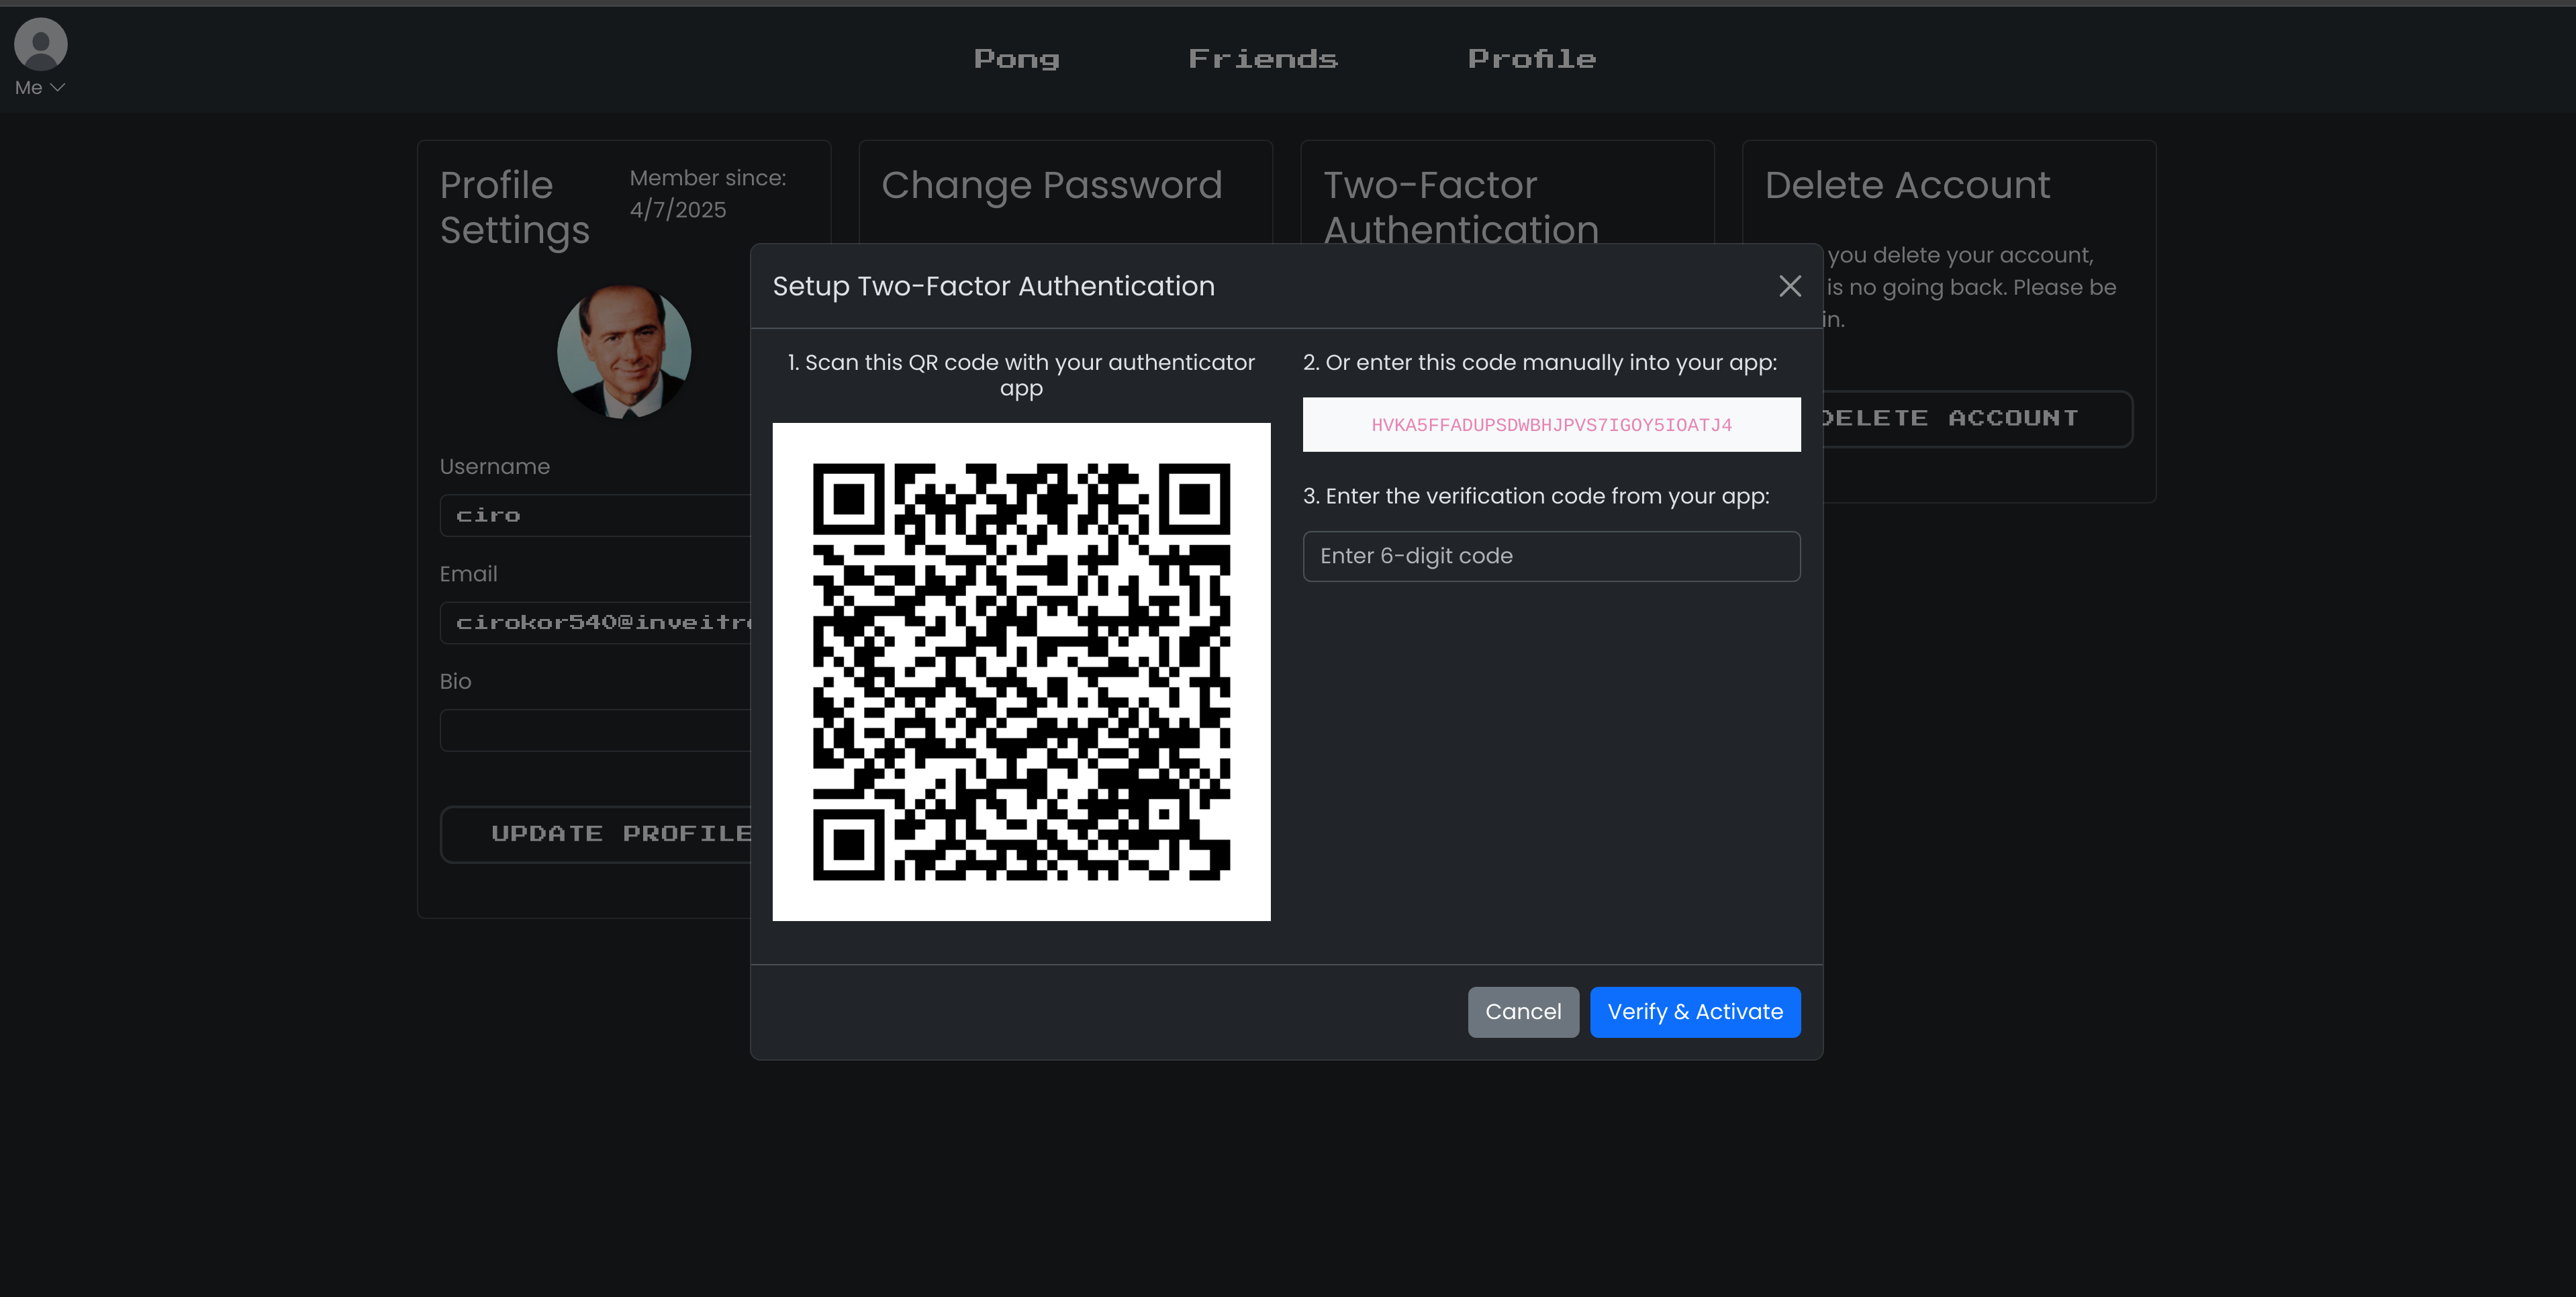 Me
Pong
Friends
Profile
Profile
Settings
Member since:
4/7/2025
Username
ciro
Email
cirokor540@inveitr
Bio
UPDATE PROFILE
Change Password
Two-Factor
Authentication
Delete Account
you delete your account,
is no going back. Please be
in.
DELETE ACCOUNT
Setup Two-Factor Authentication
1. Scan this QR code with your authenticator
app
2. Or enter this code manually into your app:
HVKA5FFADUPSDWBHJPVS7IGOY5IOATJ4
3. Enter the verification code from your app:
Enter 6-digit code
Cancel
Verify & Activate